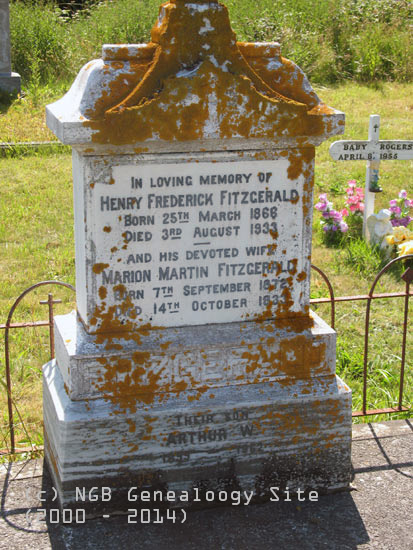 IN LOVING MEMORY OF
HENRY FREDERICK FITZGERALD
BORN 25TH MARCH 1866
DIED 3RD AUGUST 1933
AND HIS DEVOTED WIFE
MARION MARTIN FITZGERALD
BORN 7TH SEPTEMBER
DIED 14TH OCTOBER
THEIR SON
ARTHUR W.
BABY ROGERS
APRIL 8, 1955
(c) NGB Genealoogy Site
(2000 - 2014)